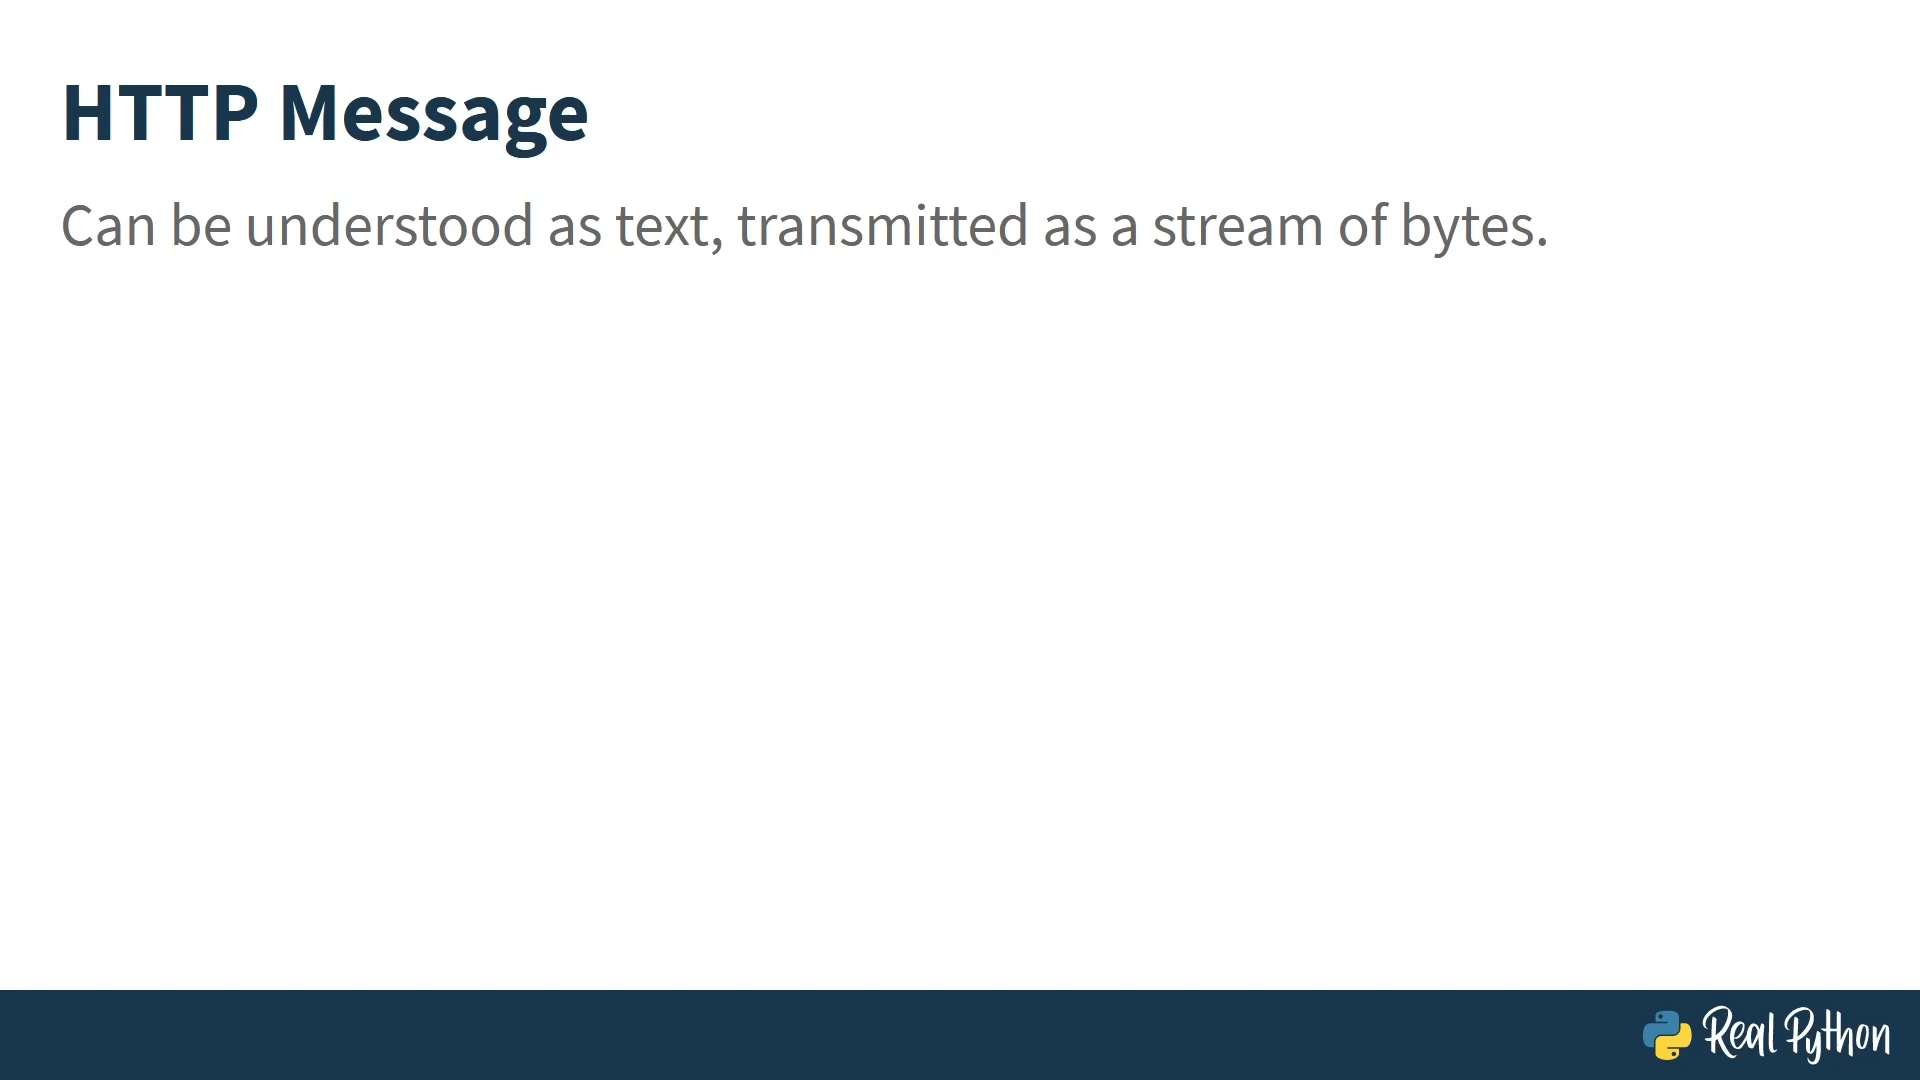 HTTP Message
Can be understood as text, transmitted as a stream of bytes.
Real Python